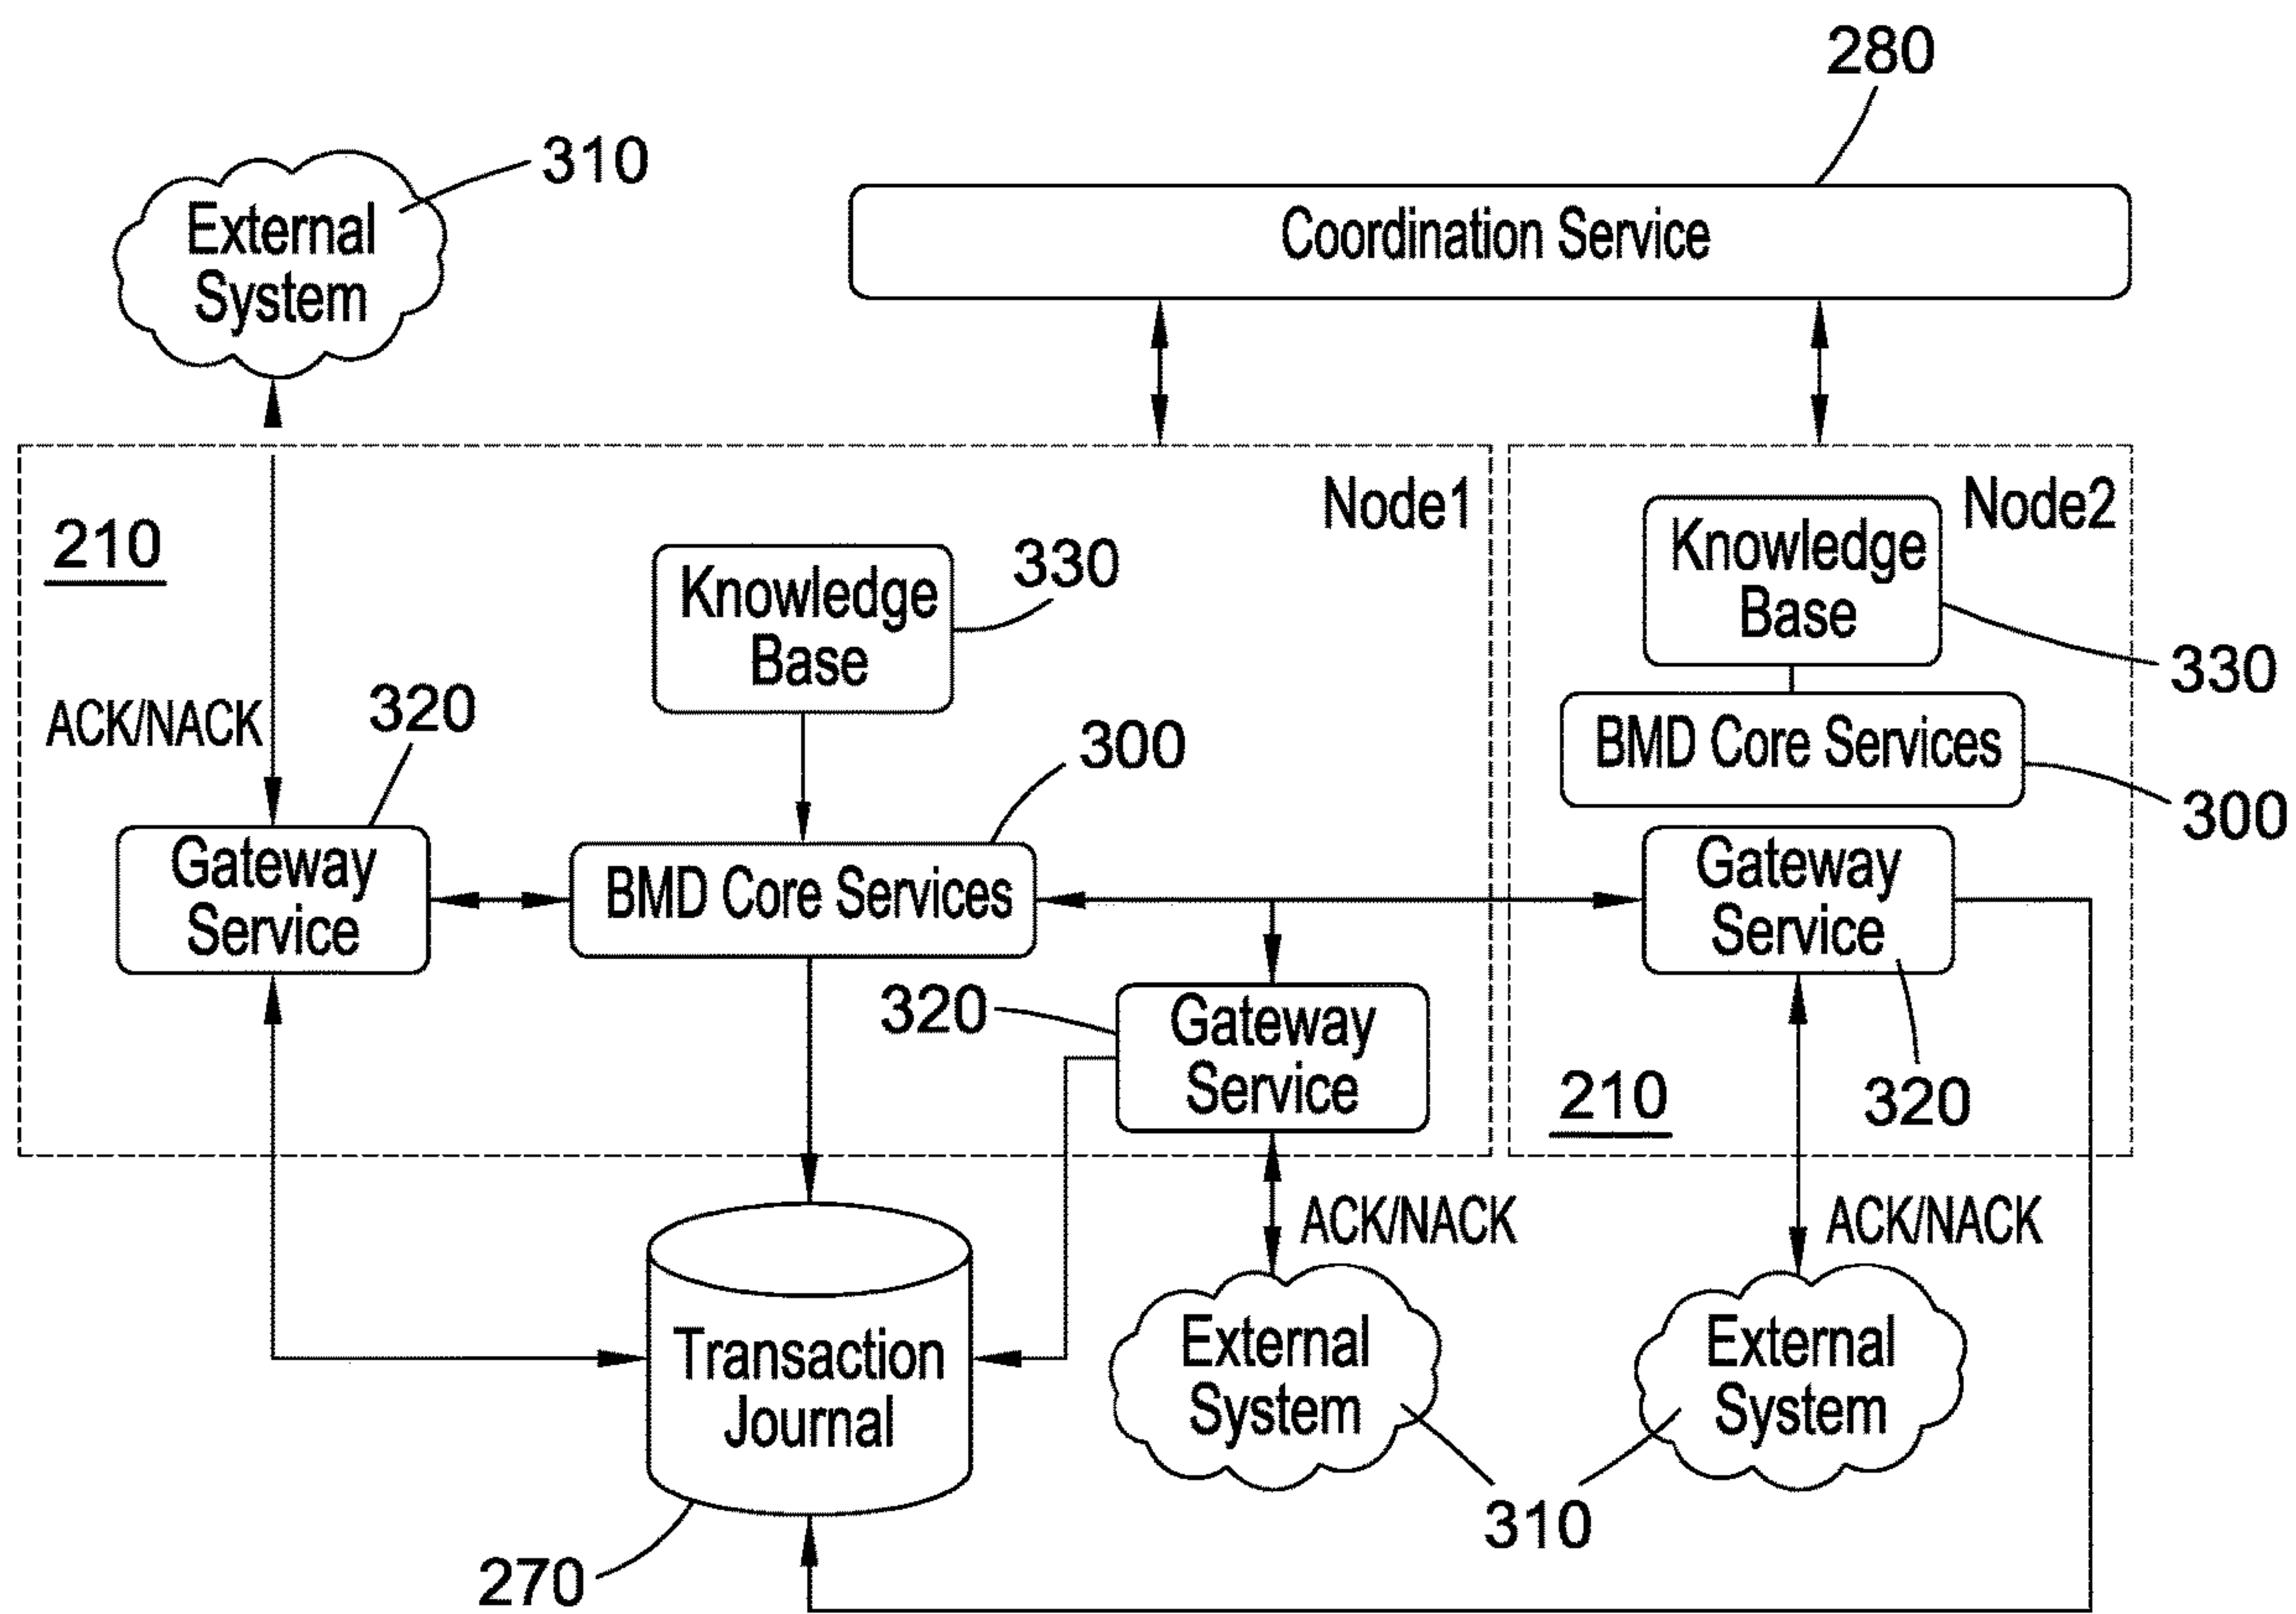 280
310
External
System
Coordination Service
Node1
Node2
210
Knowledge
Base
330
Knowledge
Base
330
ACK/NACK
320
300
BMD Core Services
300
Gateway
Service
BMD Core Services
Gateway
Service
320
Gateway
Service
210
320
ACK/NACK
ACK/NACK
Transaction
Journal
External
System
External
System
310
270